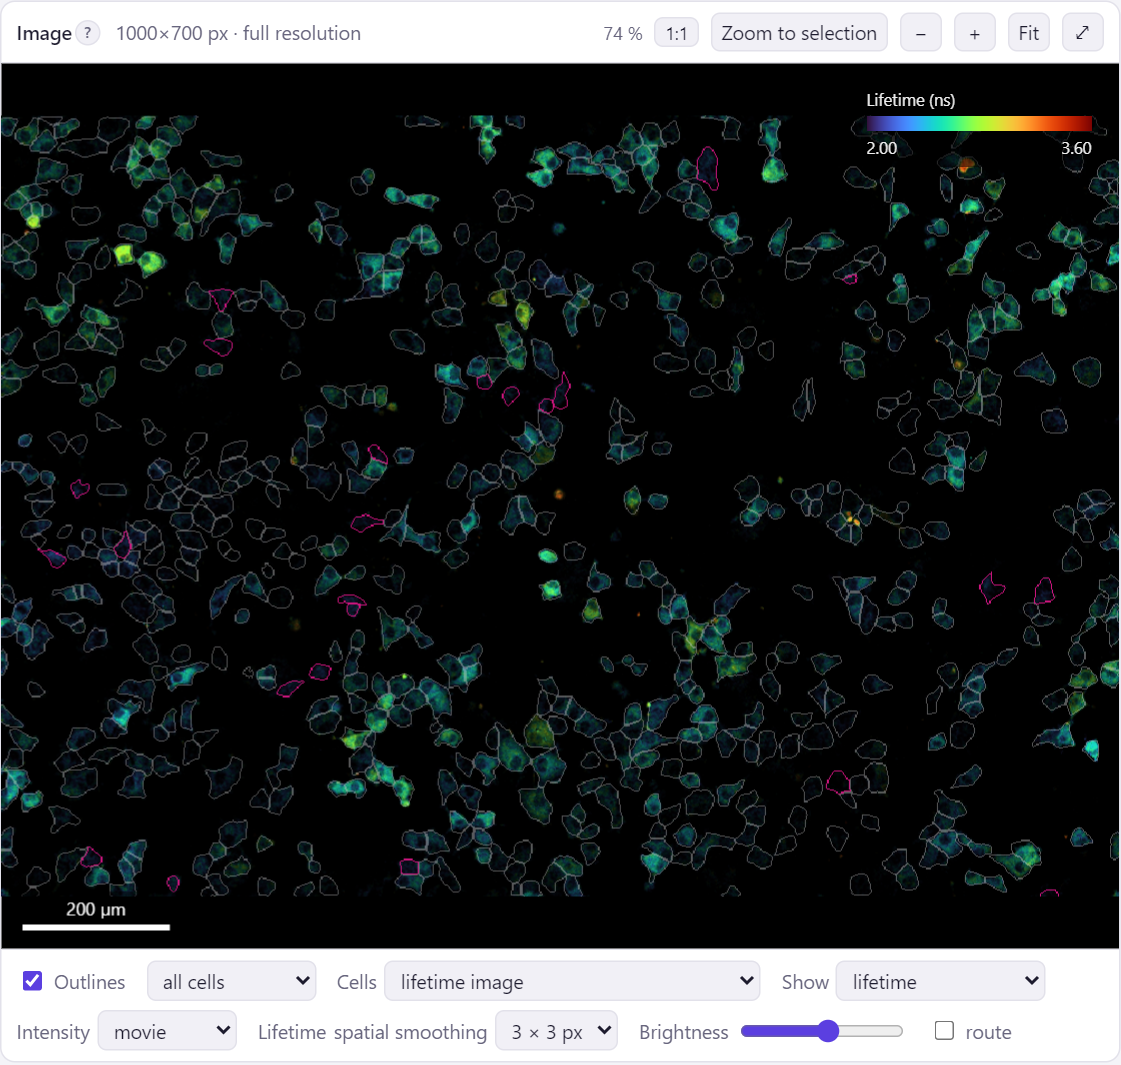 Image ? 1000×700 px · full resolution 74 % 1:1 Zoom to selection − + Fit
Lifetime (ns)
2.00 3.60
200 µm
Outlines all cells Cells lifetime image Show lifetime
Intensity movie Lifetime spatial smoothing 3 × 3 px Brightness route